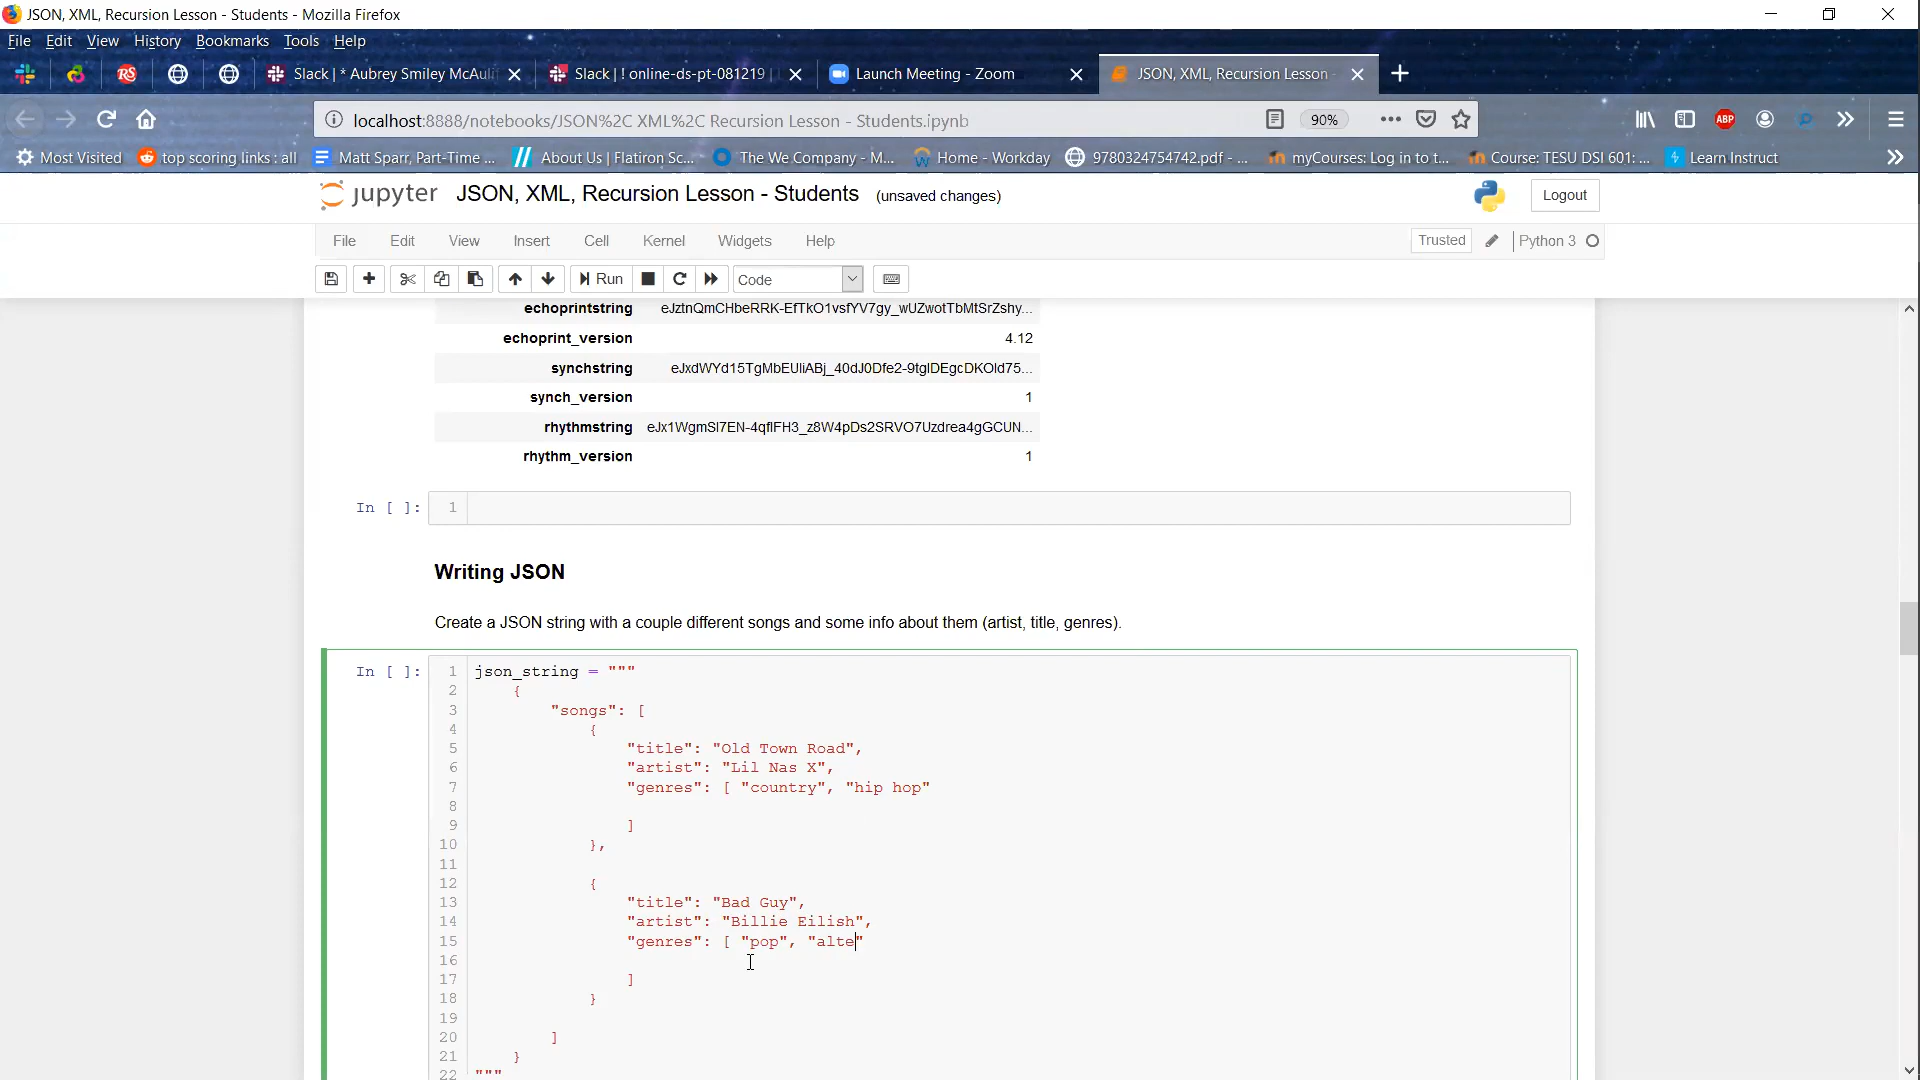 JSON, XML, Recursion Lesson - Students - Mozilla Firefox
File Edit View History Bookmarks Tools Help
RS Slack | * Aubrey Smiley McAulif Slack | ! online-ds-pt-081219 | Launch Meeting - Zoom JSON, XML, Recursion Lesson -
localhost:8888/notebooks/JSON%2C XML%2C Recursion Lesson - Students.ipynb 90% ABP
Most Visited top scoring links : all Matt Sparr, Part-Time ... About Us | Flatiron Sc... The We Company - M... Home - Workday 9780324754742.pdf - ... myCourses: Log in to t... Course: TESU DSI 601: ... Learn Instruct
jupyter JSON, XML, Recursion Lesson - Students (unsaved changes) Logout
File Edit View Insert Cell Kernel Widgets Help Trusted Python 3
Run Code
echoprintstring eJztnQmCHbeRRK-EfTkO1vsfYV7gy_wUZwotTbMtSrZshy...
echoprint_version 4.12
synchstring
synch_version 1
rhythmstring
rhythm_version 1
In [ ]: 1
Writing JSON
Create a JSON string with a couple different songs and some info about them (artist, title, genres).
In [ ]: 1 json_string = """
2 {
3 "songs": [
4 {
5 "title": "Old Town Road",
6 "artist": "Lil Nas X",
7 "genres": [ "country", "hip hop"
8
9 ]
10 },
11
12 {
13 "title": "Bad Guy",
14 "artist": "Billie Eilish",
15 "genres": [ "pop", "alte"
16
17 ]
18 }
19
20 ]
21 }
22 """